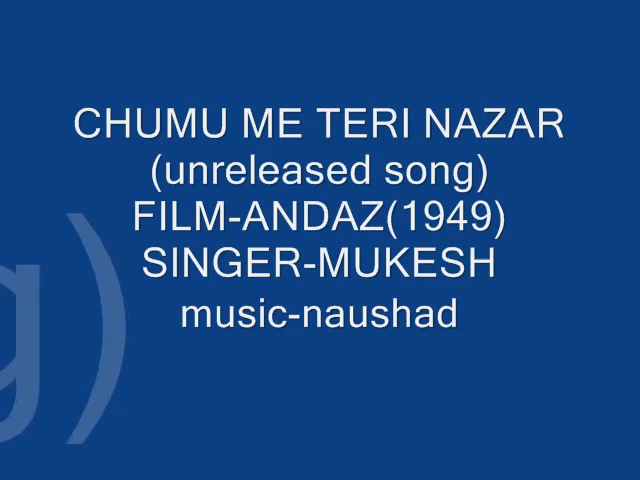 CHUMU ME TERI NAZAR
(unreleased song)
FILM-ANDAZ(1949)
SINGER-MUKESH
music-naushad
g)